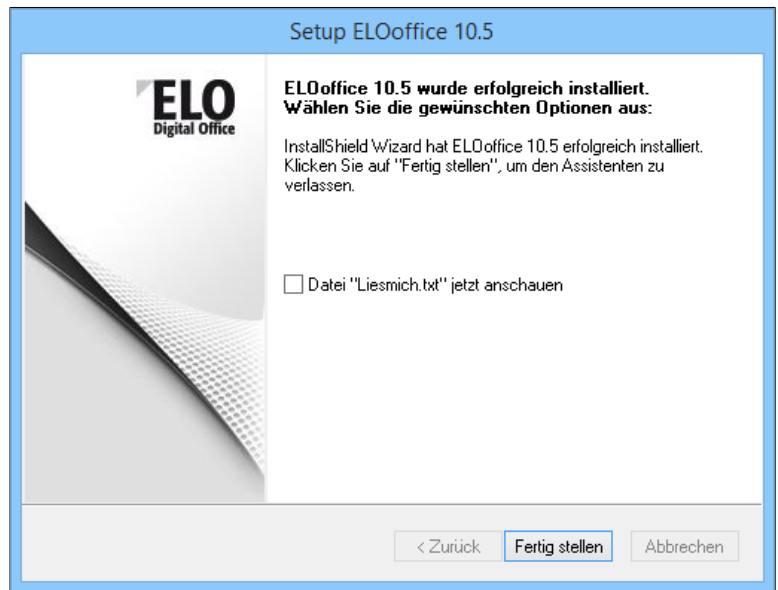 Setup ELOoffice 10.5
ELO
Digital Office
ELOoffice 10.5 wurde erfolgreich installiert.
Wählen Sie die gewünschten Optionen aus:
InstallShield Wizard hat ELOoffice 10.5 erfolgreich installiert.
Klicken Sie auf "Fertig stellen", um den Assistenten zu
verlassen.
Datei "Liesmich.txt" jetzt anschauen
< Zurück Fertig stellen Abbrechen